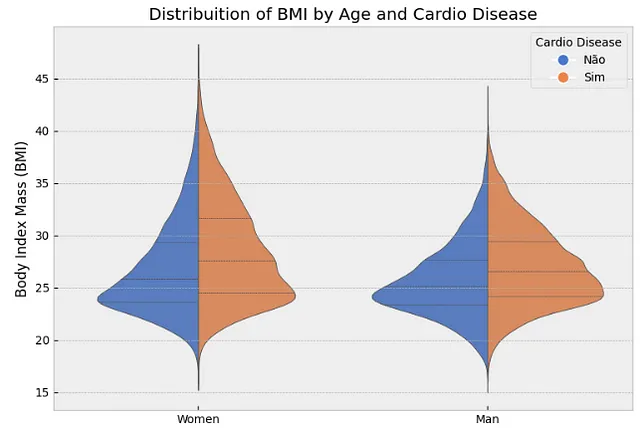 Distribuition of BMI by Age and Cardio Disease
Cardio Disease
Não
Sim
Body Index Mass (BMI)
45
40
35
30
25
20
15
Women
Man